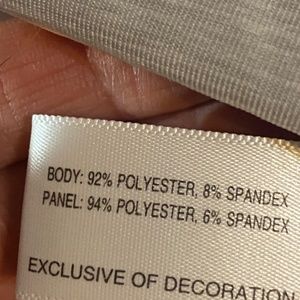 BODY: 92% POLYESTER, 8% SPANDEX
PANEL: 94% POLYESTER, 6% SPANDEX
EXCLUSIVE OF DECORATION